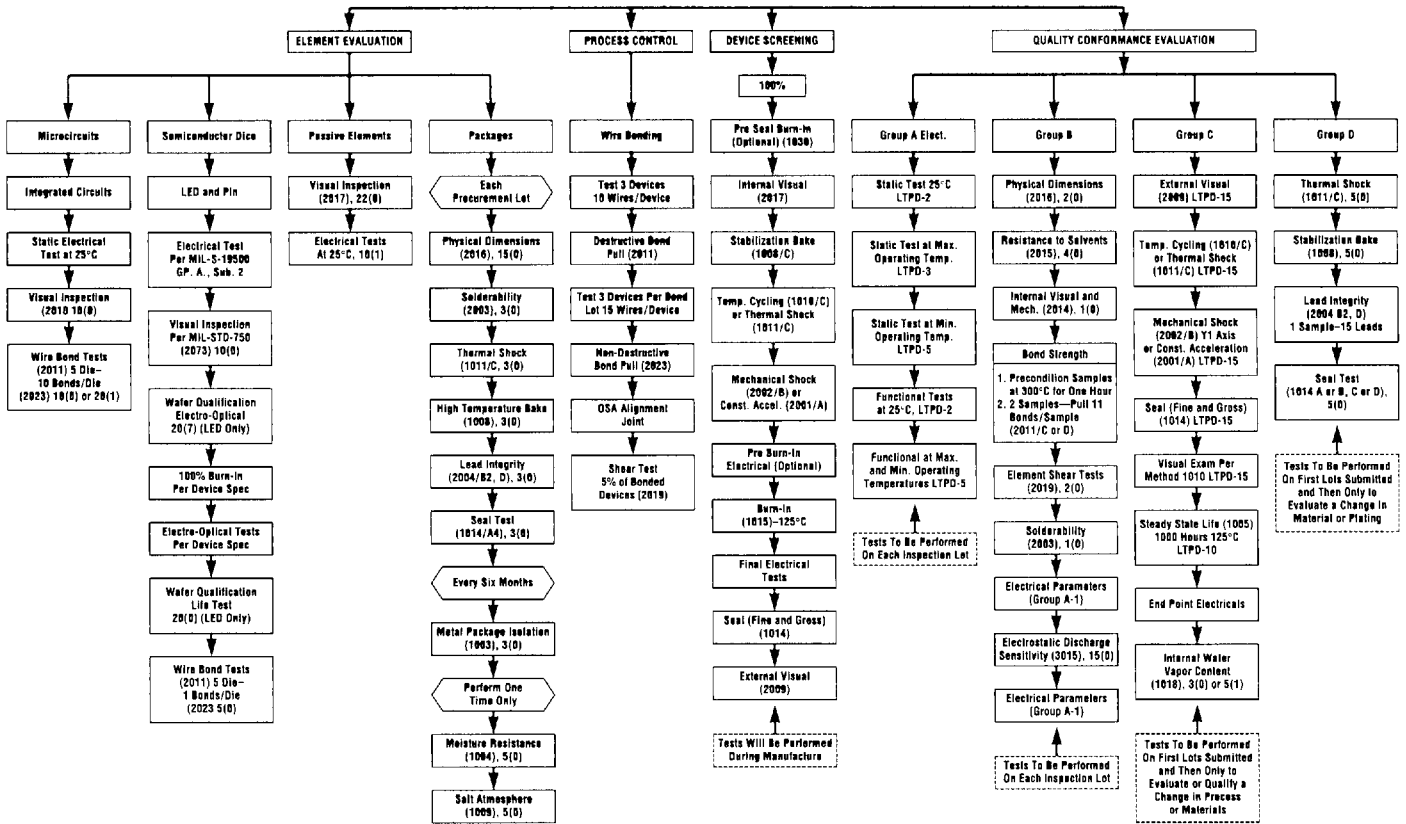 ELEMENT EVALUATION
PROCESS CONTROL
DEVICE SCREENING
QUALITY CONFORMANCE EVALUATION
100%
Microcircuits
Integrated Circuits
Static Electrical
Test at 25°C
Visual Inspection
(2010 10(0)
Wire Bond Tests
(2011) 5 Die–
10 Bonds/Die
(2023) 10(0) or 20(1)
Semiconductor Dice
LED and Pin
Electrical Test
Per MIL-S-19500
GP. A., Sub. 2
Visual Inspection
Per MIL-STD-750
(2073) 10(0)
Wafer Qualification
Electro-Optical
20(7) (LED Only)
100% Burn-In
Per Device Spec
Electro-Optical Tests
Per Device Spec
Wafer Qualification
Life Test
20(0) (LED Only)
Wire Bond Tests
(2011) 5 Die–
1 Bonds/Die
(2023 5(0)
Passive Elements
Visual Inspection
(2017), 22(0)
Electrical Tests
At 25°C, 10(1)
Packages
Each
Procurement Lot
Physical Dimensions
(2016), 15(0)
Solderability
(2003), 3(0)
Thermal Shock
(1011/C, 3(0)
High Temperature Bake
(1008), 3(0)
Lead Integrity
(2004/B2, D), 3(0)
Seal Test
(1014/A4), 3(0)
Every Six Months
Metal Package Isolation
(1003), 3(0)
Perform One
Time Only
Moisture Resistance
(1004), 5(0)
Salt Atmosphere
(1009), 5(0)
Wire Bonding
Test 3 Devices
10 Wires/Device
Destructive Bond
Pull (2011)
Test 3 Devices Per Bond
Lot 15 Wires/Device
Non-Destructive
Bond Pull (2023)
OSA Alignment
Joint
Shear Test
5% of Bonded
Devices (2019)
Pre Seal Burn-In
(Optional) (1030)
Internal Visual
(2017)
Stabilization Bake
(1008/C)
Temp. Cycling (1010/C)
or Thermal Shock
(1011/C)
Mechanical Shock
(2002/B) or
Const. Accel. (2001/A)
Pre Burn-In
Electrical (Optional)
Burn-In
(1015)–125°C
Final Electrical
Tests
Seal (Fine and Gross)
(1014)
External Visual
(2009)
Tests Will Be Performed
During Manufacture
Group A Elect.
Static Test 25°C
LTPD-2
Static Test at Max.
Operating Temp.
LTPD-3
Static Test at Min.
Operating Temp.
LTPD-5
Functional Tests
at 25°C, LTPD-2
Functional at Max.
and Min. Operating
Temperatures LTPD-5
Tests To Be Performed
On Each Inspection Lot
Group B
Physical Dimensions
(2016), 2(0)
Resistance to Solvents
(2015), 4(0)
Internal Visual and
Mech. (2014), 1(0)
Bond Strength
1. Precondition Samples
at 300°C for One Hour
2. 2 Samples—Pull 11
Bonds/Sample
(2011/C or D)
Element Shear Tests
(2019), 2(0)
Solderability
(2003), 1(0)
Electrical Parameters
(Group A-1)
Electrostatic Discharge
Sensitivity (3015), 15(0)
Electrical Parameters
(Group A-1)
Tests To Be Performed
On Each Inspection Lot
Group C
External Visual
(2009) LTPD-15
Temp. Cycling (1010/C)
or Thermal Shock
(1011/C) LTPD-15
Mechanical Shock
(2002/B) Y1 Axis
or Const. Acceleration
(2001/A) LTPD-15
Seal (Fine and Gross)
(1014) LTPD-15
Visual Exam Per
Method 1010 LTPD-15
Steady State Life (1005)
1000 Hours 125°C
LTPD-10
End Point Electricals
Internal Water
Vapor Content
(1018), 3(0) or 5(1)
Tests To Be Performed
On First Lots Submitted
and Then Only to
Evaluate or Qualify a
Change in Process
or Materials
Group D
Thermal Shock
(1011/C), 5(0)
Stabilization Bake
(1008), 5(0)
Lead Integrity
(2004 B2, D)
1 Sample–15 Leads
Seal Test
(1014 A or B, C or D),
5(0)
Tests To Be Performed
On First Lots Submitted
and Then Only to
Evaluate a Change in
Material or Plating